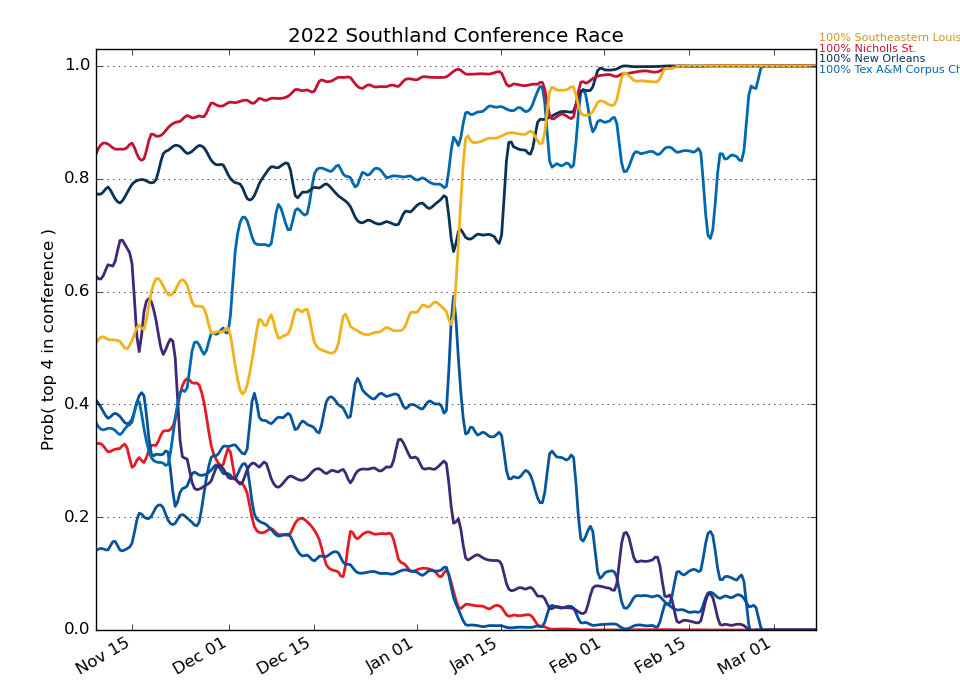 2022 Southland Conference Race
100% Southeastern Louis
100% Nicholls St.
100% New Orleans
100% Tex A&M Corpus Ch
Prob( top 4 in conference )
1.0
0.8
0.6
0.4
0.2
0.0
Nov 15
Dec 01
Dec 15
Jan 01
Jan 15
Feb 01
Feb 15
Mar 01